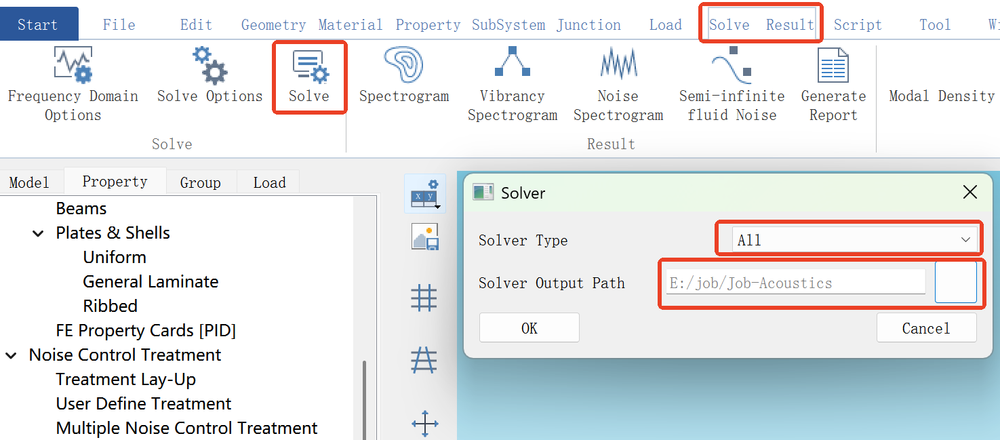 Start File Edit Geometry Material Property SubSystem Junction Load Solve Result Script Tool
Frequency Domain Options
Solve Options
Solve
Spectrogram
Vibrancy Spectrogram
Noise Spectrogram
Semi-infinite fluid Noise
Generate Report
Modal Density
Solve
Result
Model Property Group Load
Beams
Plates & Shells
Uniform
General Laminate
Ribbed
FE Property Cards [PID]
Noise Control Treatment
Treatment Lay-Up
User Define Treatment
Multiple Noise Control Treatment
x y
Solver
Solver Type All
Solver Output Path E:/job/Job-Acoustics
OK Cancel